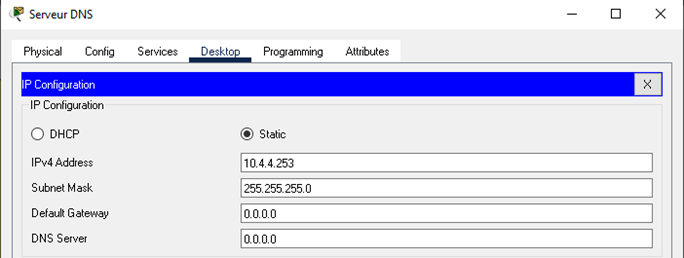 Serveur DNS
Physical Config Services Desktop Programming Attributes
IP Configuration X
IP Configuration
DHCP Static
IPv4 Address 10.4.4.253
Subnet Mask 255.255.255.0
Default Gateway 0.0.0.0
DNS Server 0.0.0.0